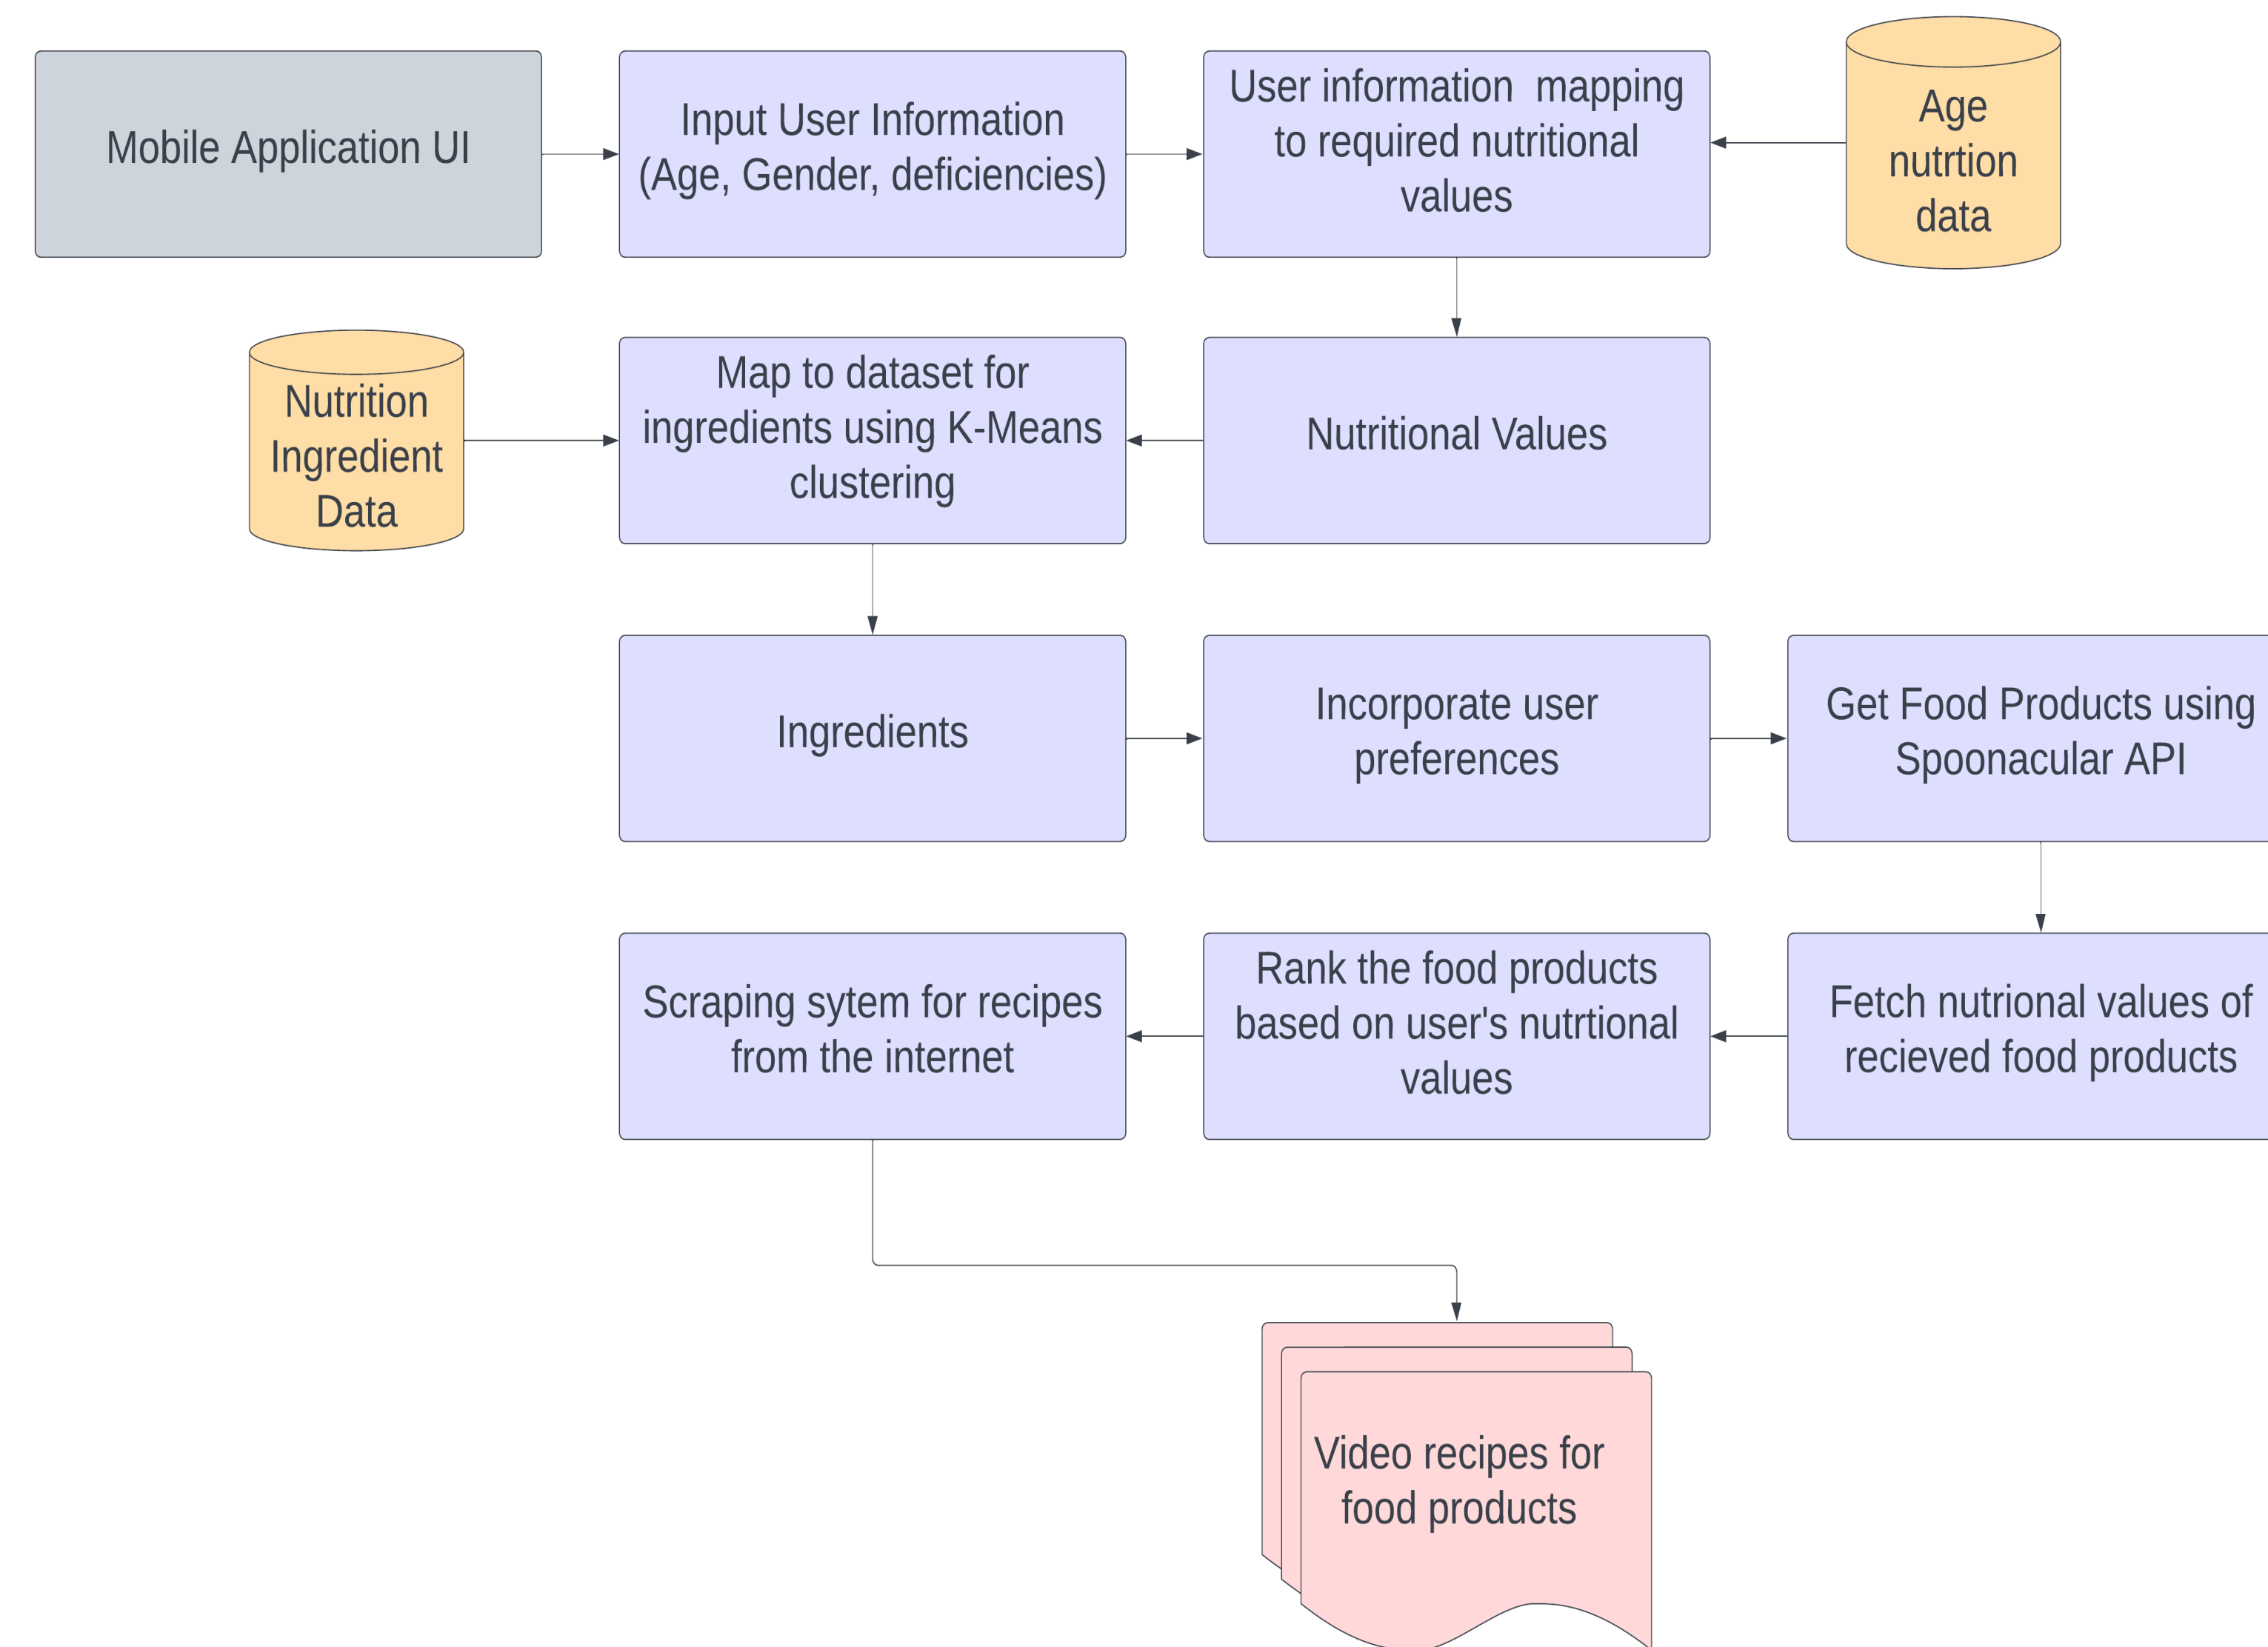 Mobile Application UI
Input User Information
(Age, Gender, deficiencies)
User information  mapping
to required nutritional
values
Age
nutrtion
data
Nutrition
Ingredient
Data
Map to dataset for
ingredients using K-Means
clustering
Nutritional Values
Ingredients
Incorporate user
preferences
Get Food Products using
Spoonacular API
Scraping sytem for recipes
from the internet
Rank the food products
based on user's nutrtional
values
Fetch nutrional values of
recieved food products
Video recipes for
food products